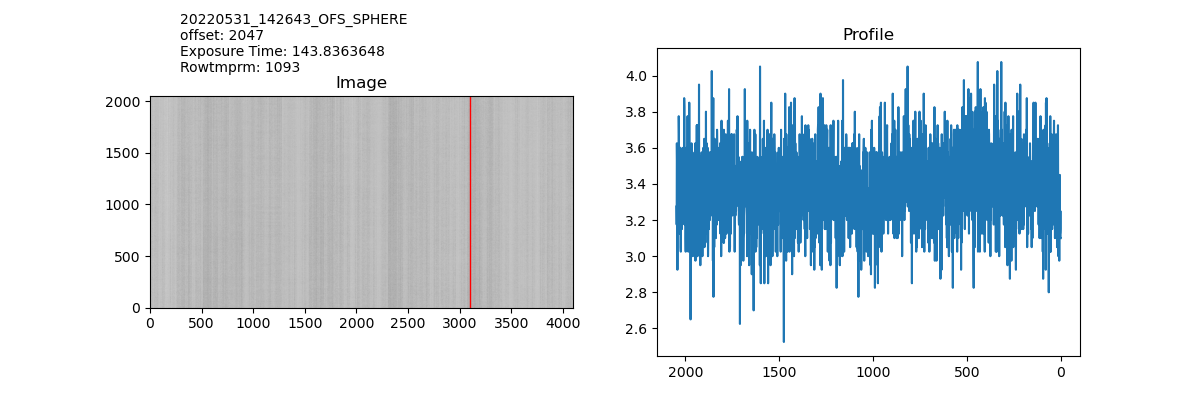 20220531_142643_OFS_SPHERE
offset: 2047
Exposure Time: 143.8363648
Rowtmprm: 1093
Image
2000
1500
1000
500
0
0 500 1000 1500 2000 2500 3000 3500 4000
Profile
4.0
3.8
3.6
3.4
3.2
3.0
2.8
2.6
2000 1500 1000 500 0